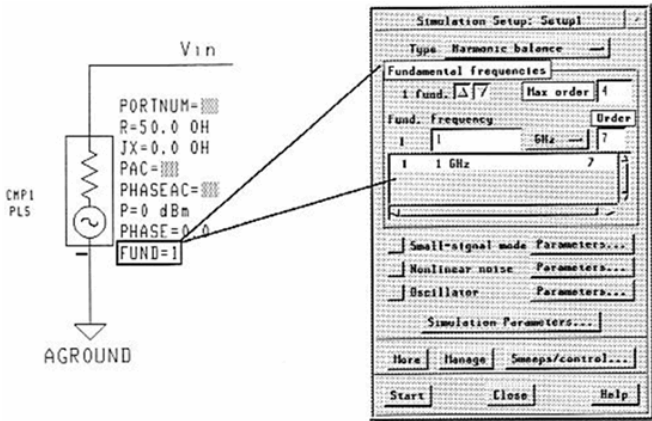 Vin
PORTNUM=
R=50.0 OH
JX=0.0 OH
PAC=
PHASEAC=
P=0 dBm
PHASE=0.0
FUND=1
CMP1
PLS
AGROUND
Simulation Setup: Setup1
Type Harmonic balance
Fundamental frequencies
1 fund. Max order 4
Fund. Frequency Order
1 1 GHz 7
1 1 GHz 7
Small-signal mode Parameters...
Nonlinear noise Parameters...
Oscillator Parameters...
Simulation Parameters...
More Manage Sweeps/control...
Start Close Help